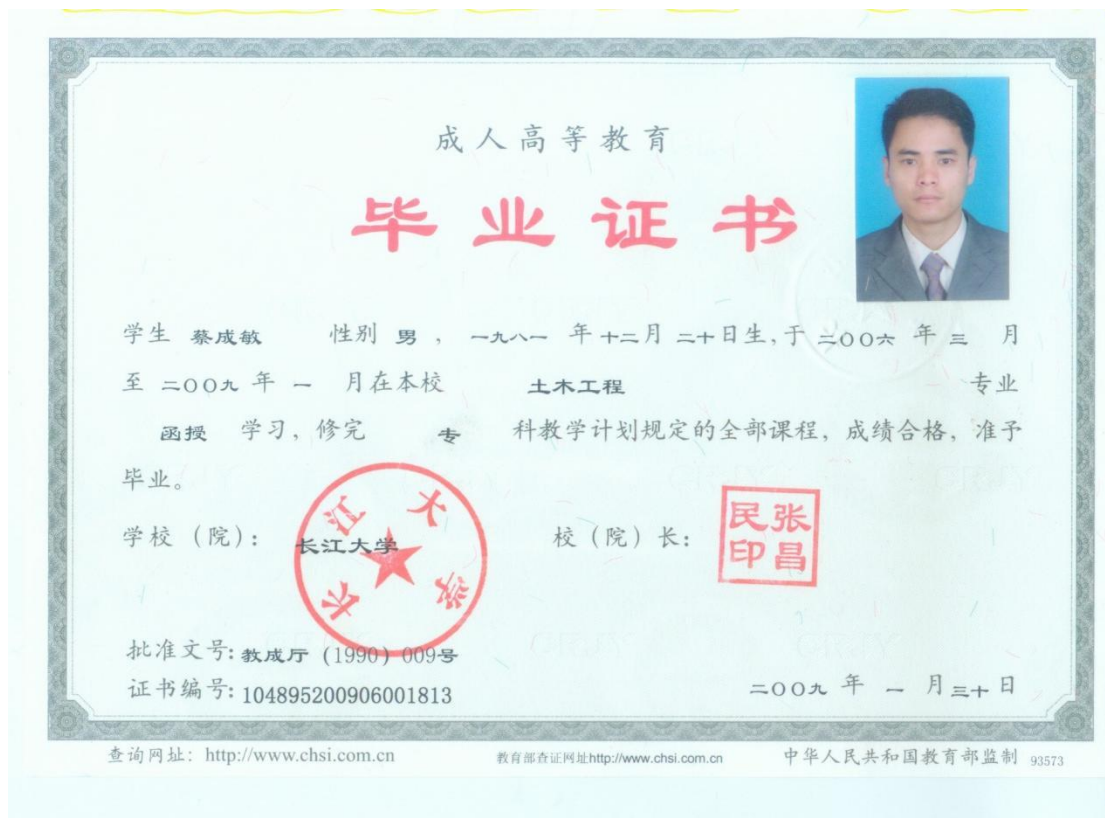 成人高等教育
毕业证书
学生 蔡成敏 性别 男 , 一九八一 年 十二月 二十日生,于 二〇〇六 年 三 月
至 二〇〇九 年 一 月在本校 土木工程 专业
函授 学习, 修完 专 科教学计划规定的全部课程, 成绩合格, 准予
毕业。
学校 (院): 长江大学 校 (院) 长:
长江大学
张昌民印
批准文号: 教成厅 (1990) 009号
证书编号: 104895200906001813
二〇〇九 年 一 月 三十 日
查询网址: http://www.chsi.com.cn 教育部查证网址http://www.chsi.com.cn 中华人民共和国教育部监制 93573